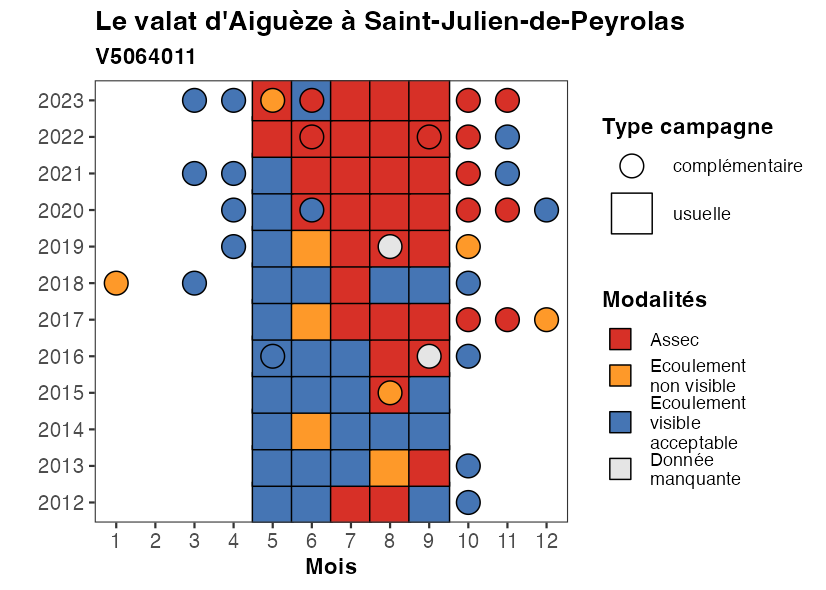 Le valat d'Aiguèze à Saint-Julien-de-Peyrolas
V5064011
2023
2022
2021
2020
2019
2018
2017
2016
2015
2014
2013
2012
1 2 3 4 5 6 7 8 9 10 11 12
Mois
Type campagne
complémentaire
usuelle
Modalités
Assec
Ecoulement
non visible
Ecoulement
visible
acceptable
Donnée
manquante